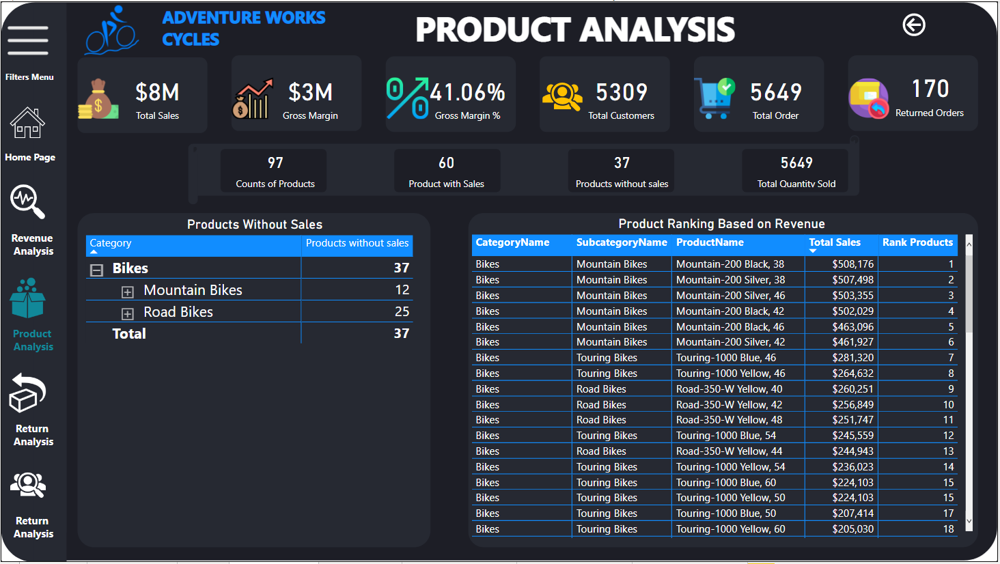 ADVENTURE WORKS
CYCLES
PRODUCT ANALYSIS
Filters Menu
Home Page
Revenue
Analysis
Product
Analysis
Return
Analysis
Return
Analysis
$8M
Total Sales
$3M
Gross Margin
41.06%
Gross Margin %
5309
Total Customers
5649
Total Order
170
Returned Orders
97
Counts of Products
60
Product with Sales
37
Products without sales
5649
Total Quantity Sold
Products Without Sales
Category Products without sales
Bikes 37
Mountain Bikes 12
Road Bikes 25
Total 37
Product Ranking Based on Revenue
CategoryName SubcategoryName ProductName Total Sales Rank Products
Bikes Mountain Bikes Mountain-200 Black, 38 $508,176 1
Bikes Mountain Bikes Mountain-200 Silver, 38 $507,498 2
Bikes Mountain Bikes Mountain-200 Silver, 46 $503,355 3
Bikes Mountain Bikes Mountain-200 Black, 42 $502,029 4
Bikes Mountain Bikes Mountain-200 Black, 46 $463,096 5
Bikes Mountain Bikes Mountain-200 Silver, 42 $461,927 6
Bikes Touring Bikes Touring-1000 Blue, 46 $281,320 7
Bikes Touring Bikes Touring-1000 Yellow, 46 $264,632 8
Bikes Road Bikes Road-350-W Yellow, 40 $260,251 9
Bikes Road Bikes Road-350-W Yellow, 42 $256,849 10
Bikes Road Bikes Road-350-W Yellow, 48 $251,747 11
Bikes Touring Bikes Touring-1000 Blue, 54 $245,559 12
Bikes Road Bikes Road-350-W Yellow, 44 $244,943 13
Bikes Touring Bikes Touring-1000 Yellow, 54 $236,023 14
Bikes Touring Bikes Touring-1000 Blue, 60 $224,103 15
Bikes Touring Bikes Touring-1000 Yellow, 50 $224,103 15
Bikes Touring Bikes Touring-1000 Blue, 50 $207,414 17
Bikes Touring Bikes Touring-1000 Yellow, 60 $205,030 18